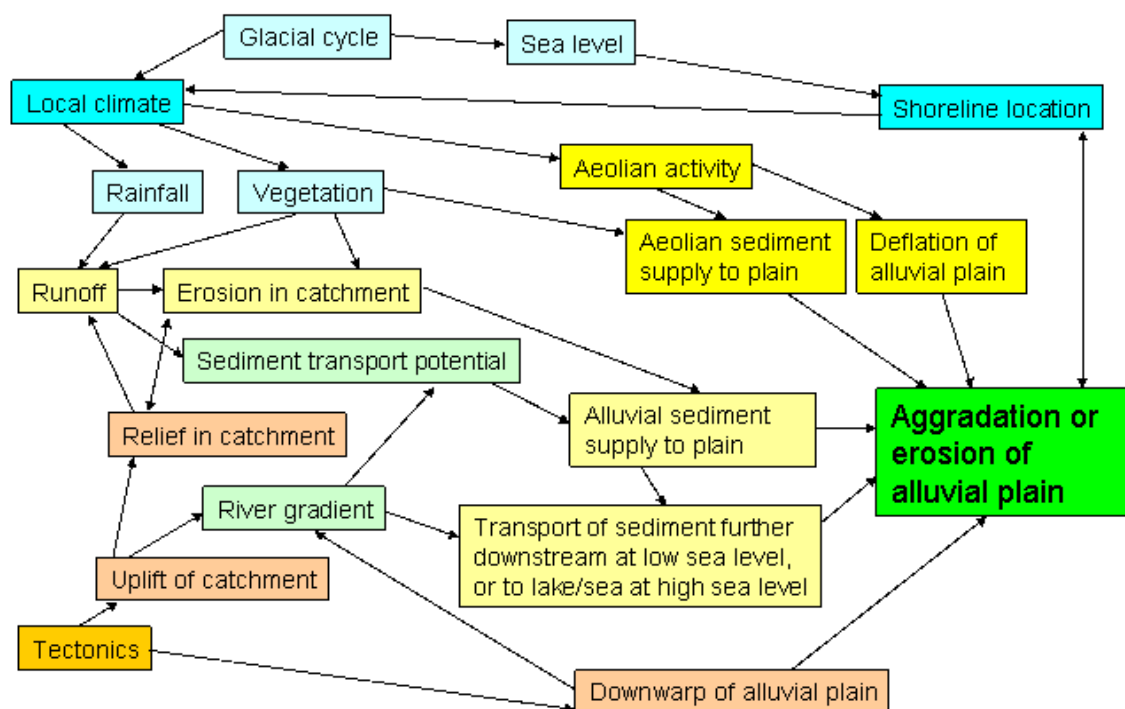 Glacial cycle
Sea level
Local climate
Shoreline location
Aeolian activity
Rainfall
Vegetation
Aeolian sediment
supply to plain
Deflation of
alluvial plain
Runoff
Erosion in catchment
Sediment transport potential
Aggradation or
erosion of
alluvial plain
Alluvial sediment
supply to plain
Relief in catchment
River gradient
Transport of sediment further
downstream at low sea level,
or to lake/sea at high sea level
Uplift of catchment
Tectonics
Downwarp of alluvial plain